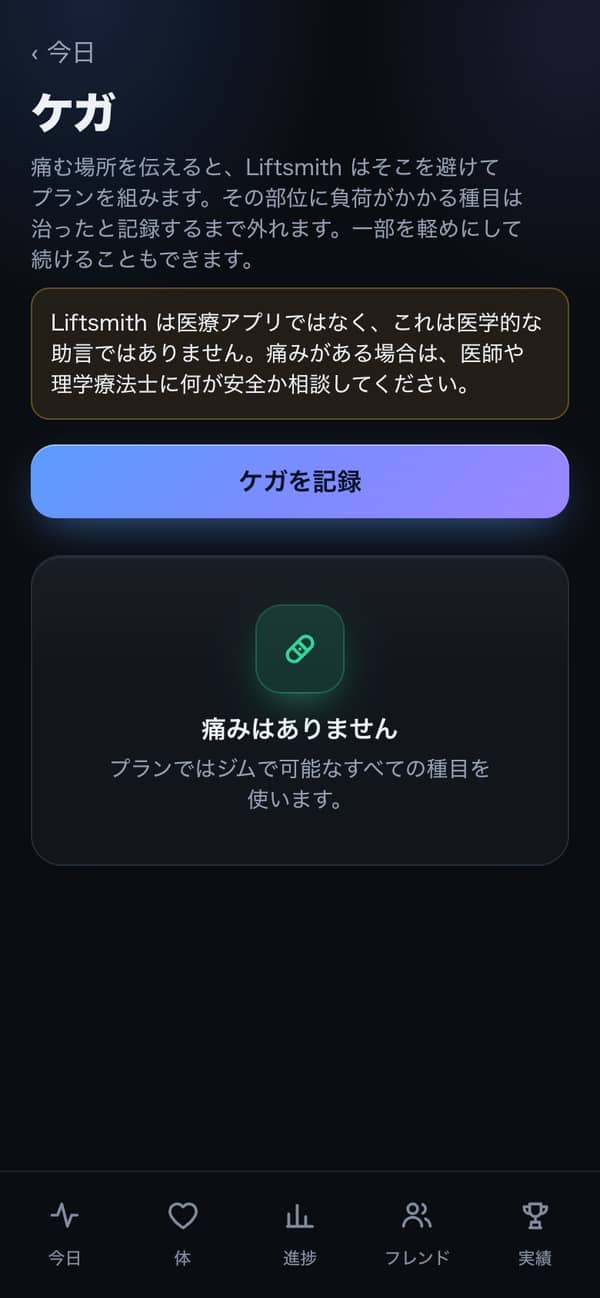 ‹ 今日
ケガ
痛む場所を伝えると、Liftsmith はそこを避けて
プランを組みます。その部位に負荷がかかる種目は
治ったと記録するまで外れます。一部を軽めにして
続けることもできます。
Liftsmith は医療アプリではなく、これは医学的な
助言ではありません。痛みがある場合は、医師や
理学療法士に何が安全か相談してください。
ケガを記録
痛みはありません
プランではジムで可能なすべての種目を
使います。
今日
体
進捗
フレンド
実績